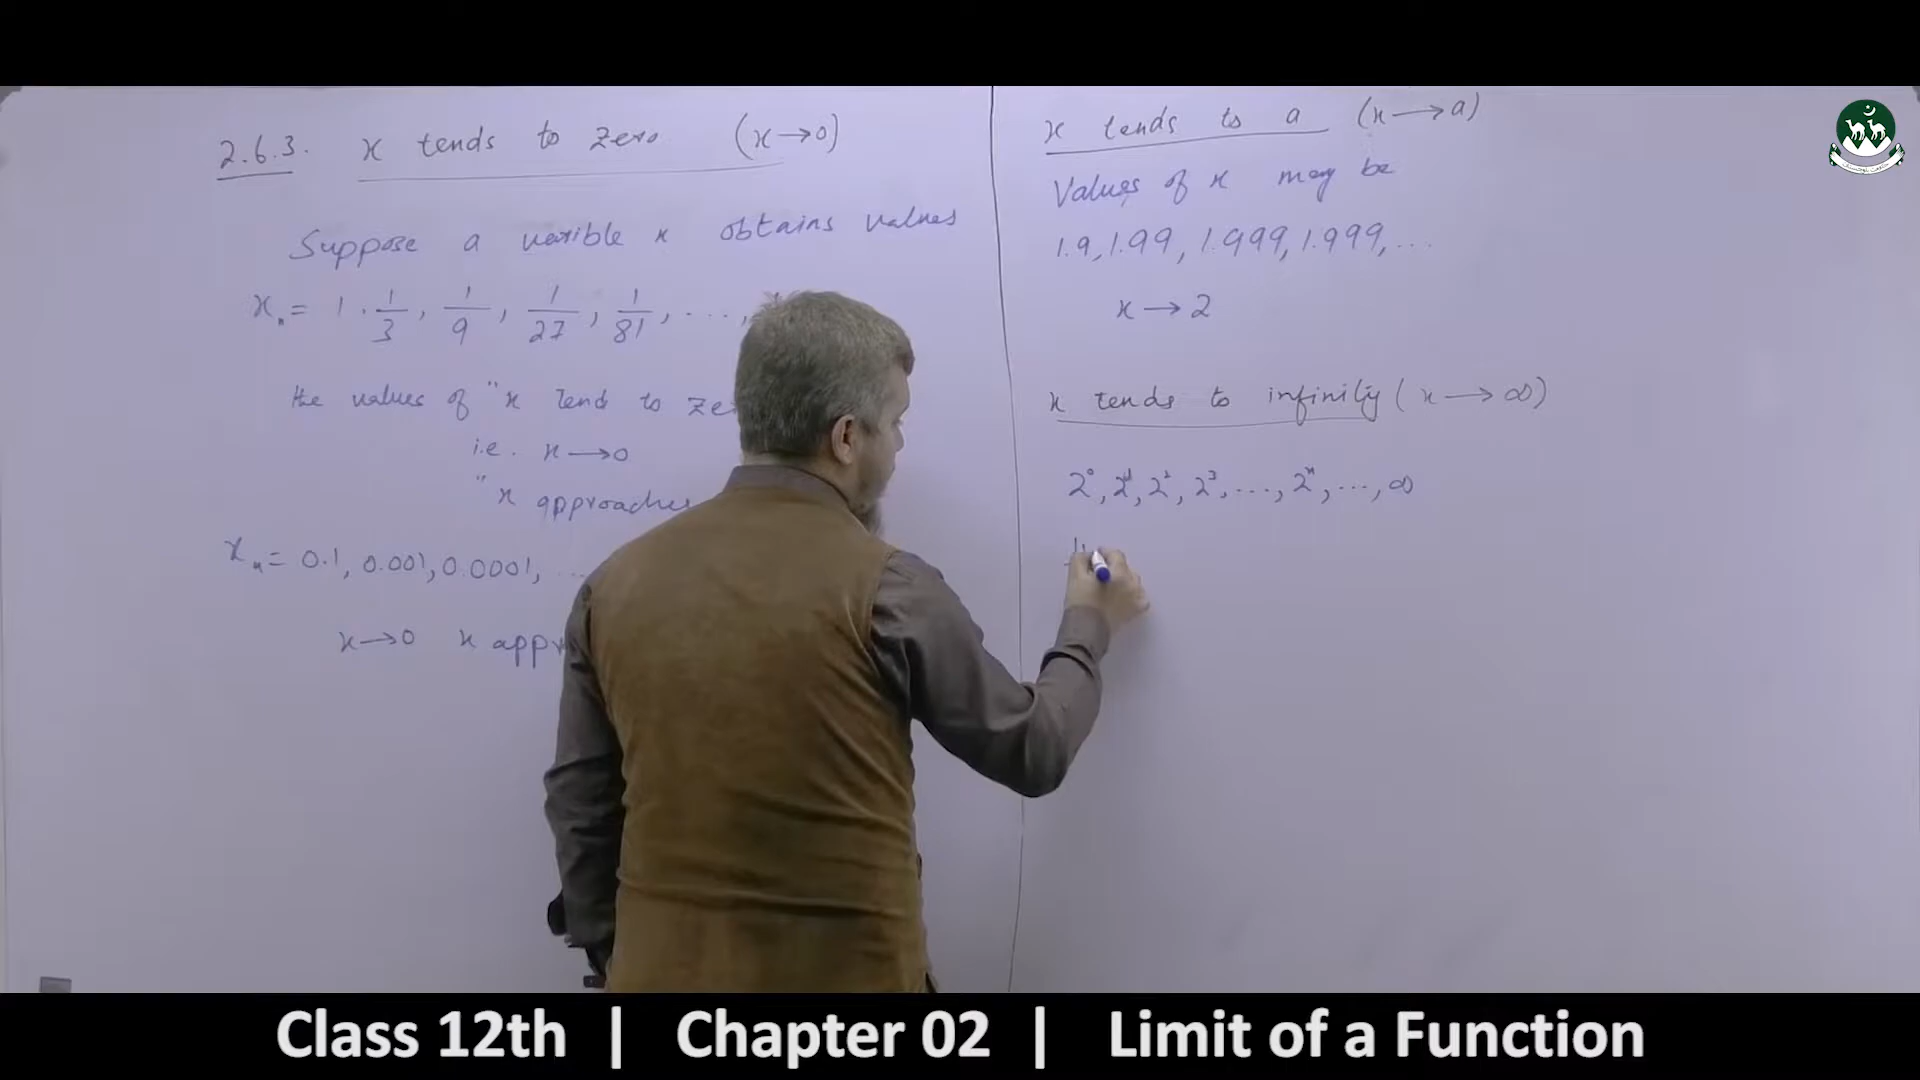 2.6.3. x tends to zero (x→0)
Suppose a varible x obtains values
xₙ = 1 . 1/3, 1/9, 1/27, 1/81, ...,
the values of "x tend to
i.e. x→0
"x approaches
xₙ = 0.1, 0.001, 0.0001, ...
x→0 x
x tends to a (x→a)
Values of x may be
1.9, 1.99, 1.999, 1.999, ...
x→2
x tends to infinity (x→∞)
2⁰, 2¹, 2², 2³, ..., 2ⁿ, ..., ∞
Class 12th | Chapter 02 | Limit of a Function